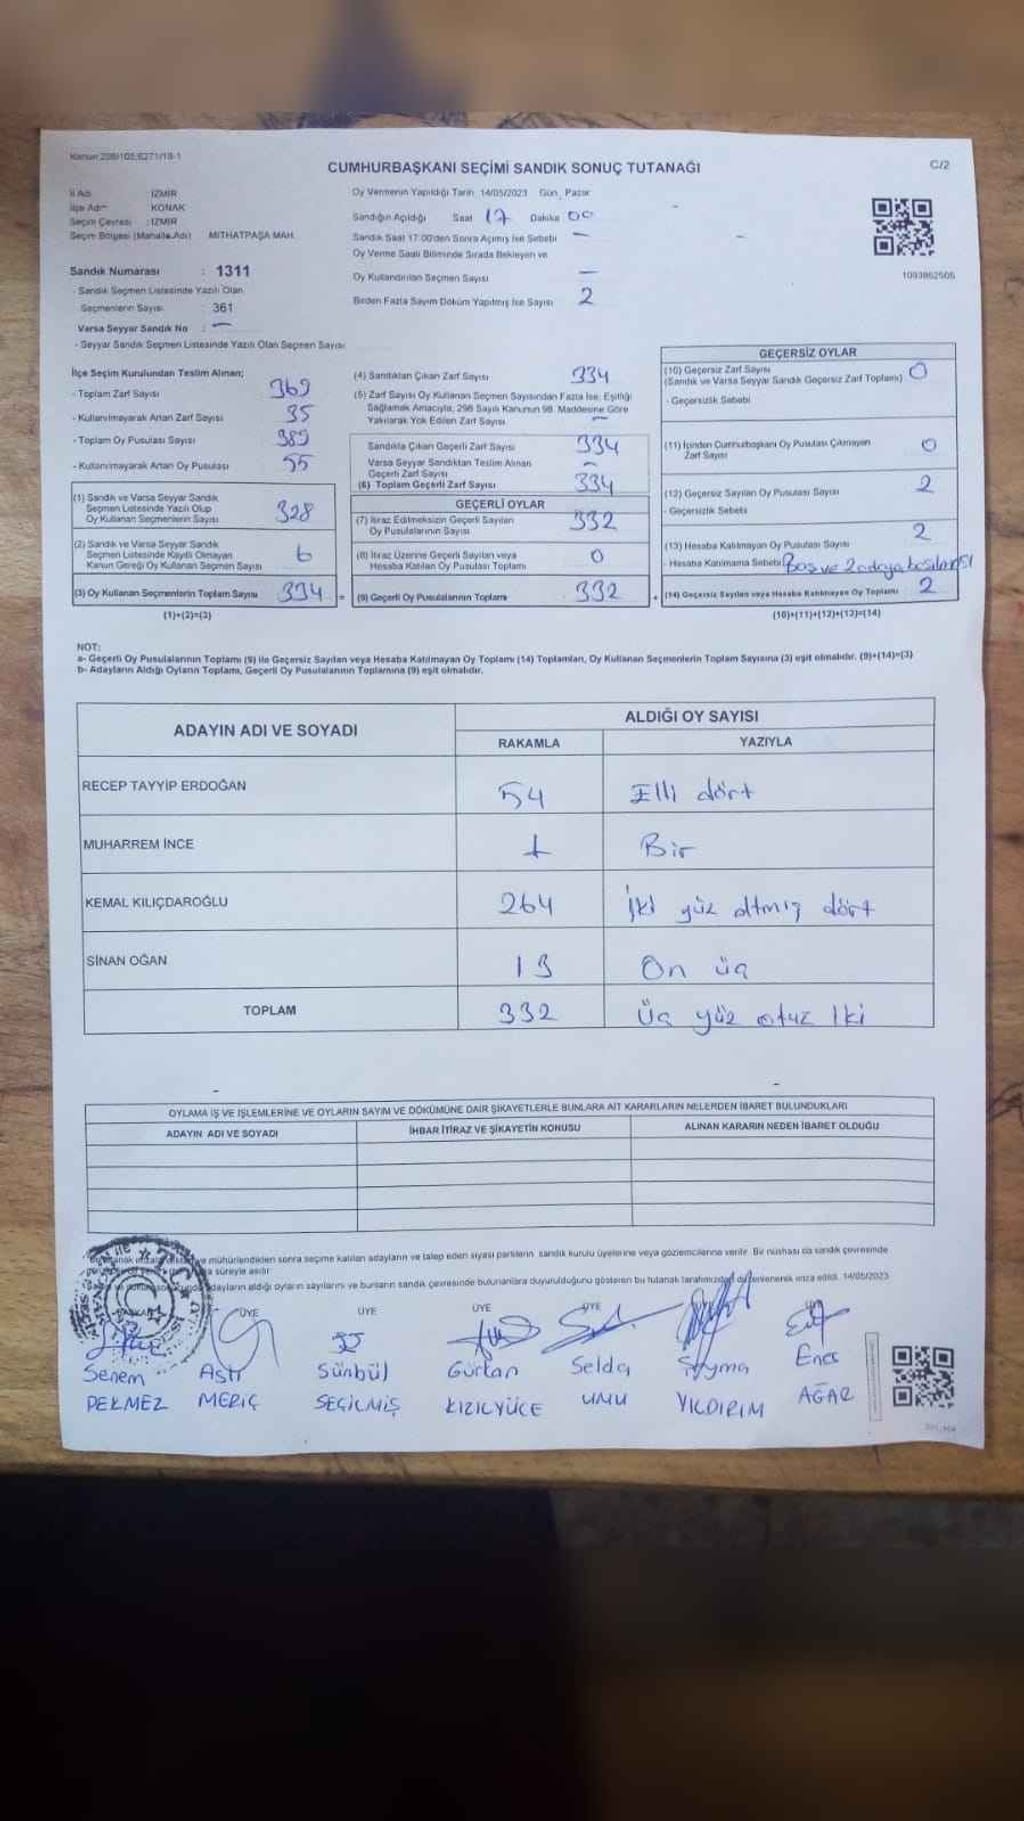 Kanun:298/105;6271/19-1
CUMHURBAŞKANI SEÇİMİ SANDIK SONUÇ TUTANAĞI
C/2
İl Adı : İZMİR
İlçe Adı : KONAK
Seçim Çevresi : İZMİR
Seçim Bölgesi (Mahalle Adı) MİTHATPAŞA MAH.
Sandık Numarası : 1311
- Sandık Seçmen Listesinde Yazılı Olan
Seçmenlerin Sayısı 361
Varsa Seyyar Sandık No : —
- Seyyar Sandık Seçmen Listesinde Yazılı Olan Seçmen Sayısı
Oy Vermenin Yapıldığı Tarih 14/05/2023 Gün Pazar
Sandığın Açıldığı Saat 17 Dakika 00
Sandık Saat 17:00'den Sonra Açılmış İse Sebebi —
Oy Verme Saati Bitiminde Sırada Bekleyen ve
Oy Kullandırılan Seçmen Sayısı —
Birden Fazla Sayım Döküm Yapılmış İse Sayısı 2
1093862505
İlçe Seçim Kurulundan Teslim Alınan;
- Toplam Zarf Sayısı 369
- Kullanılmayarak Artan Zarf Sayısı 35
- Toplam Oy Pusulası Sayısı 389
- Kullanılmayarak Artan Oy Pusulası 55
(1) Sandık ve Varsa Seyyar Sandık
Seçmen Listesinde Yazılı Olup
Oy Kullanan Seçmenlerin Sayısı 328
(2) Sandık ve Varsa Seyyar Sandık
Seçmen Listesinde Kayıtlı Olmayan
Kanun Gereği Oy Kullanan Seçmen Sayısı 6
(3) Oy Kullanan Seçmenlerin Toplam Sayısı 334 =
(1)+(2)=(3)
(4) Sandıktan Çıkan Zarf Sayısı 334
(5) Zarf Sayısı Oy Kullanan Seçmen Sayısından Fazla İse, Eşitliği
Sağlamak Amacıyla, 298 Sayılı Kanunun 98. Maddesine Göre
Yakılarak Yok Edilen Zarf Sayısı —
Sandıkta Çıkan Geçerli Zarf Sayısı 334
Varsa Seyyar Sandıktan Teslim Alınan
Geçerli Zarf Sayısı —
(6) Toplam Geçerli Zarf Sayısı 334
GEÇERLİ OYLAR
(7) İtiraz Edilmeksizin Geçerli Sayılan
Oy Pusulalarının Sayısı 332
(8) İtiraz Üzerine Geçerli Sayılan veya
Hesaba Katılan Oy Pusulası Toplamı 0
(9) Geçerli Oy Pusulalarının Toplamı 332 +
GEÇERSİZ OYLAR
(10) Geçersiz Zarf Sayısı
(Sandık ve Varsa Seyyar Sandık Geçersiz Zarf Toplamı) 0
- Geçersizlik Sebebi
(11) İçinden Cumhurbaşkanı Oy Pusulası Çıkmayan
Zarf Sayısı 0
(12) Geçersiz Sayılan Oy Pusulası Sayısı 2
- Geçersizlik Sebebi
(13) Hesaba Katılmayan Oy Pusulası Sayısı 2
- Hesaba Katılmama Sebebi Boş ve 2 adaya basılması
(14) Geçersiz Sayılan veya Hesaba Katılmayan Oy Toplamı 2
(10)+(11)+(12)+(13)=(14)
NOT:
a- Geçerli Oy Pusulalarının Toplamı (9) ile Geçersiz Sayılan veya Hesaba Katılmayan Oy Toplamı (14) Toplamları, Oy Kullanan Seçmenlerin Toplam Sayısına (3) eşit olmalıdır. (9)+(14)=(3)
b- Adayların Aldığı Oyların Toplamı, Geçerli Oy Pusulalarının Toplamına (9) eşit olmalıdır.
ADAYIN ADI VE SOYADI
ALDIĞI OY SAYISI
RAKAMLA YAZIYLA
RECEP TAYYİP ERDOĞAN 54 Elli dört
MUHARREM İNCE 1 Bir
KEMAL KILIÇDAROĞLU 264 İki yüz altmış dört
SİNAN OĞAN 13 On üç
TOPLAM 332 Üç yüz otuz iki
OYLAMA İŞ VE İŞLEMLERİNE VE OYLARIN SAYIM VE DÖKÜMÜNE DAİR ŞİKAYETLERLE BUNLARA AİT KARARLARIN NELERDEN İBARET BULUNDUKLARI
ADAYIN ADI VE SOYADI İHBAR İTİRAZ VE ŞİKAYETİN KONUSU ALINAN KARARIN NEDEN İBARET OLDUĞU
mühürlendikten sonra seçime katılan adayların ve talep eden siyasi partilerin sandık kurulu üyelerine veya gözlemcilerine verilir. Bir nüshası da sandık çevresinde
süreyle asılır.
adayların aldığı oyların sayılarını ve bunların sandık çevresinde bulunanlara duyurulduğunu gösteren bu tutanak tarafımızdan düzenlenerek imza edildi. 14/05/2023
BAŞKAN ÜYE ÜYE ÜYE ÜYE
Senem Aslı Sünbül Gürkan Selda Şeyma Enes
PEKMEZ MERİÇ SEÇİLMİŞ KIZILYÜCE UNU YILDIRIM AĞAR